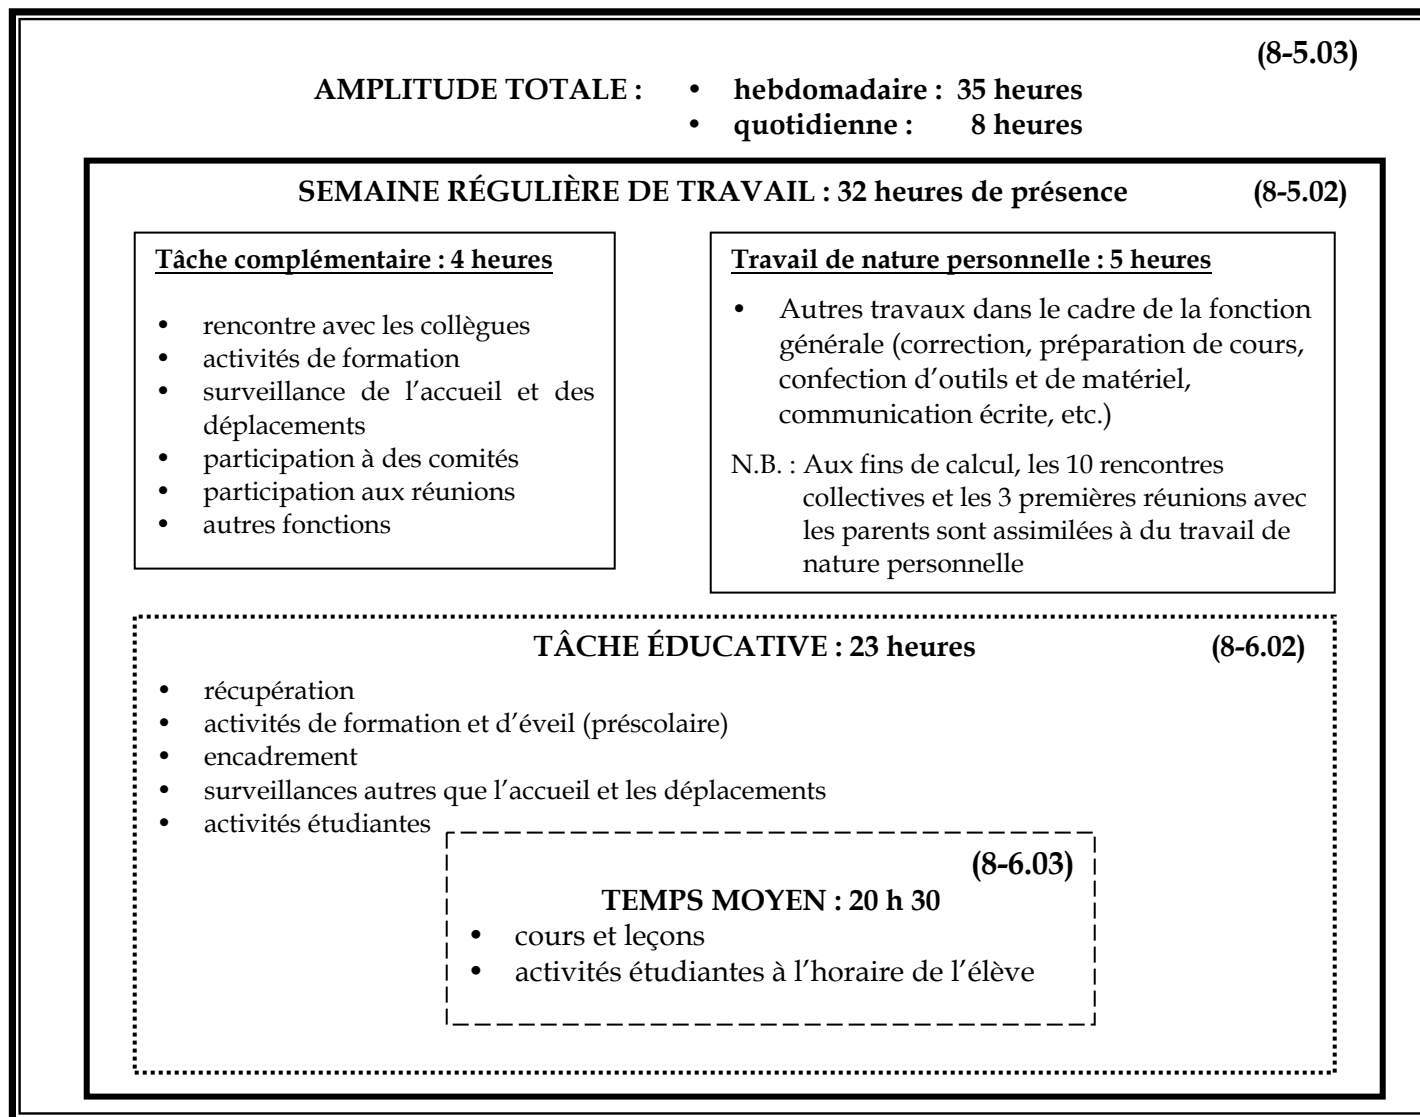 (8-5.03)
AMPLITUDE TOTALE : • hebdomadaire : 35 heures
• quotidienne : 8 heures
SEMAINE RÉGULIÈRE DE TRAVAIL : 32 heures de présence (8-5.02)
Tâche complémentaire : 4 heures
• rencontre avec les collègues
• activités de formation
• surveillance de l’accueil et des
déplacements
• participation à des comités
• participation aux réunions
• autres fonctions
Travail de nature personnelle : 5 heures
• Autres travaux dans le cadre de la fonction
générale (correction, préparation de cours,
confection d’outils et de matériel,
communication écrite, etc.)
N.B. : Aux fins de calcul, les 10 rencontres
collectives et les 3 premières réunions avec
les parents sont assimilées à du travail de
nature personnelle
TÂCHE ÉDUCATIVE : 23 heures (8-6.02)
• récupération
• activités de formation et d’éveil (préscolaire)
• encadrement
• surveillances autres que l’accueil et les déplacements
• activités étudiantes
(8-6.03)
TEMPS MOYEN : 20 h 30
• cours et leçons
• activités étudiantes à l’horaire de l’élève